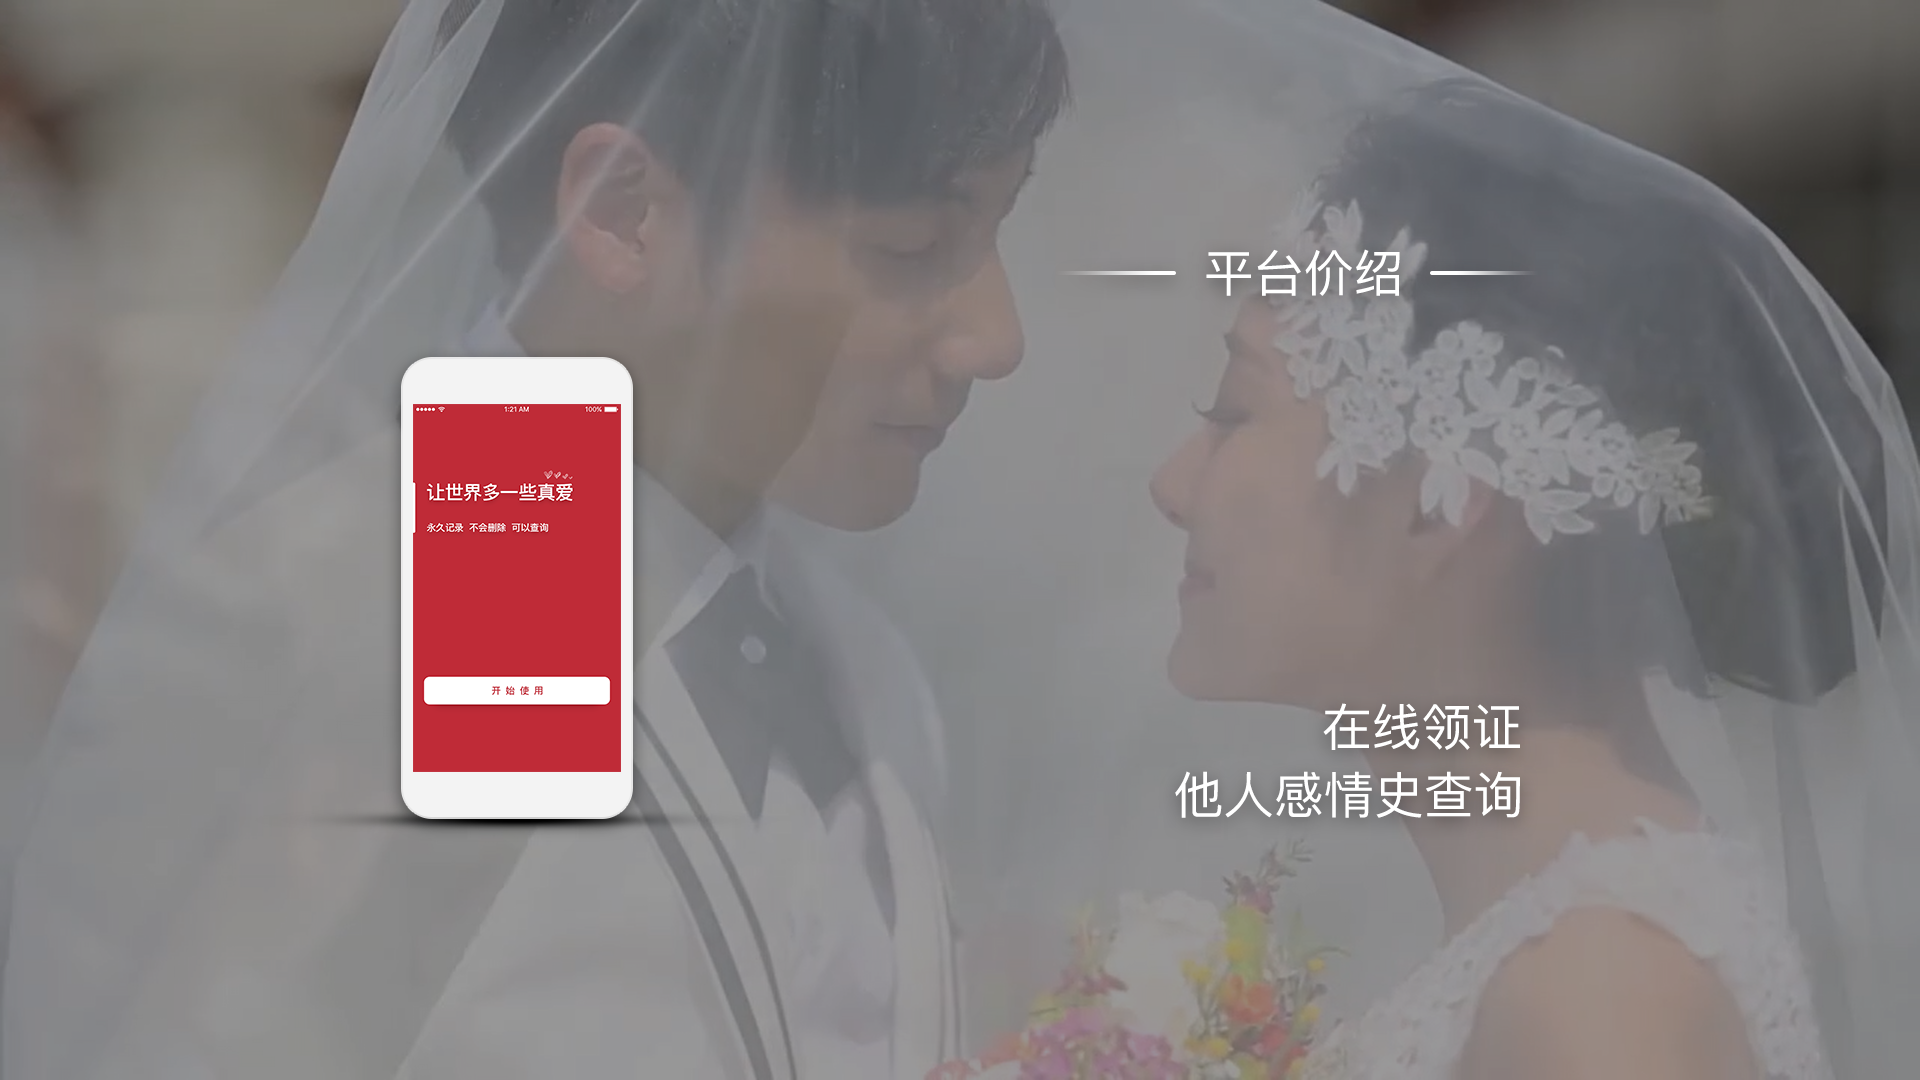 平台价绍
1:21 AM
100%
让世界多一些真爱
永久记录 不会删除 可以查询
开始使用
在线领证
他人感情史查询